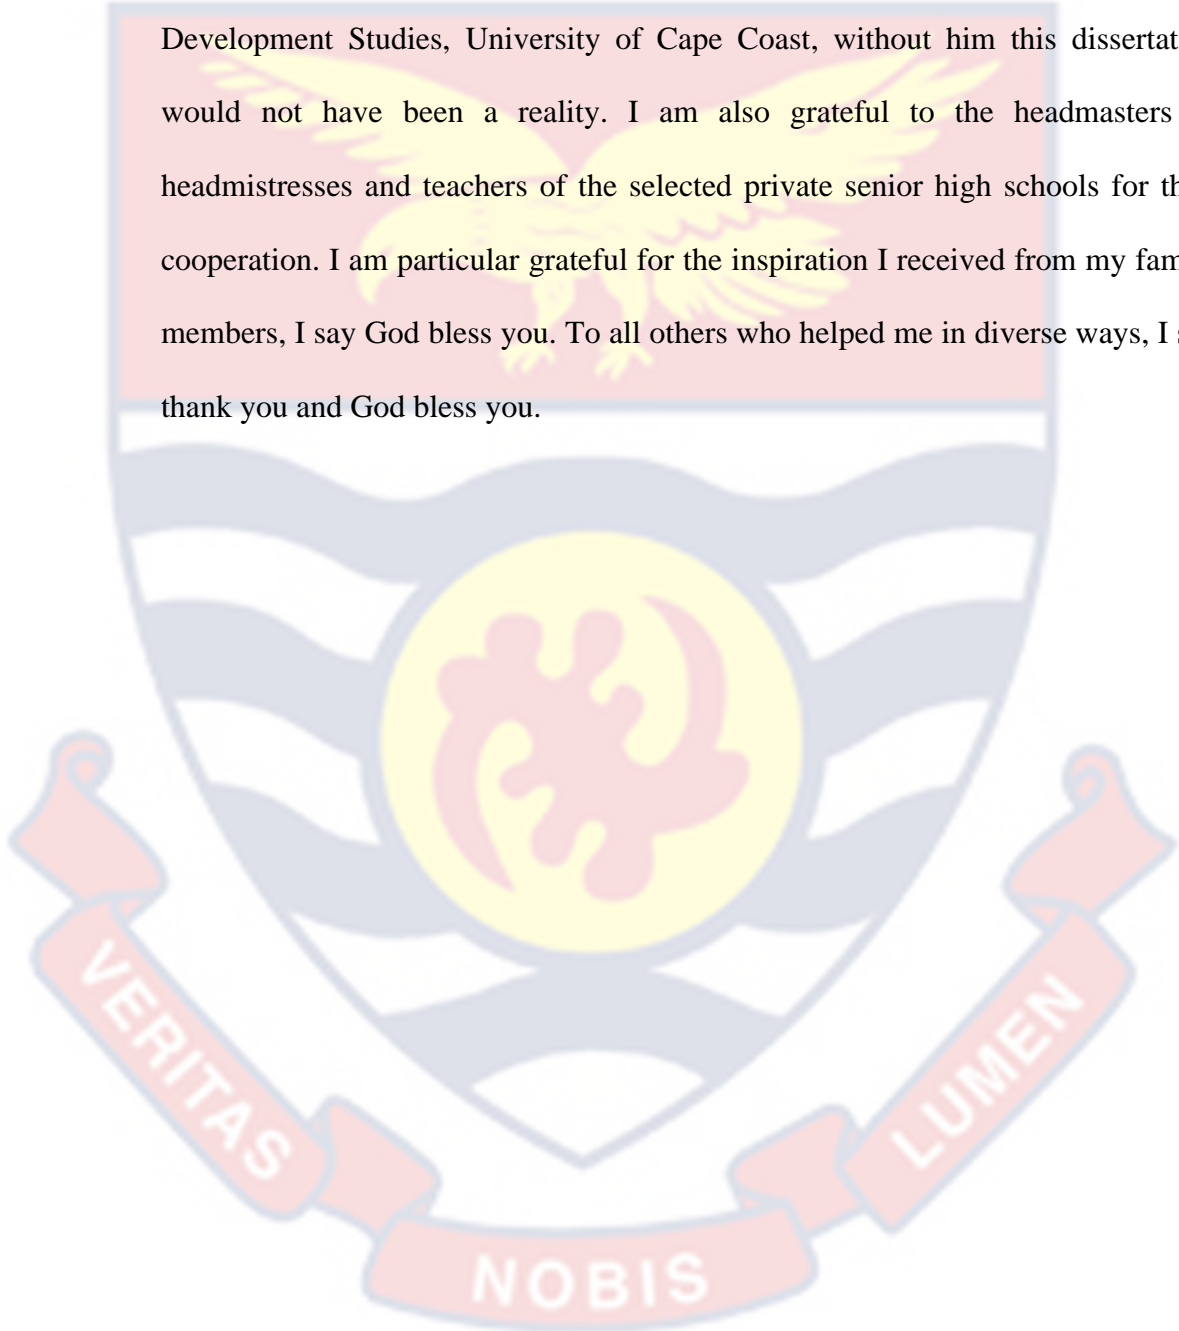 Development Studies, University of Cape Coast, without him this dissertat
would not have been a reality. I am also grateful to the headmasters
headmistresses and teachers of the selected private senior high schools for th
cooperation. I am particular grateful for the inspiration I received from my fam
members, I say God bless you. To all others who helped me in diverse ways, I s
thank you and God bless you.
VERITAS
NOBIS
LUMEN